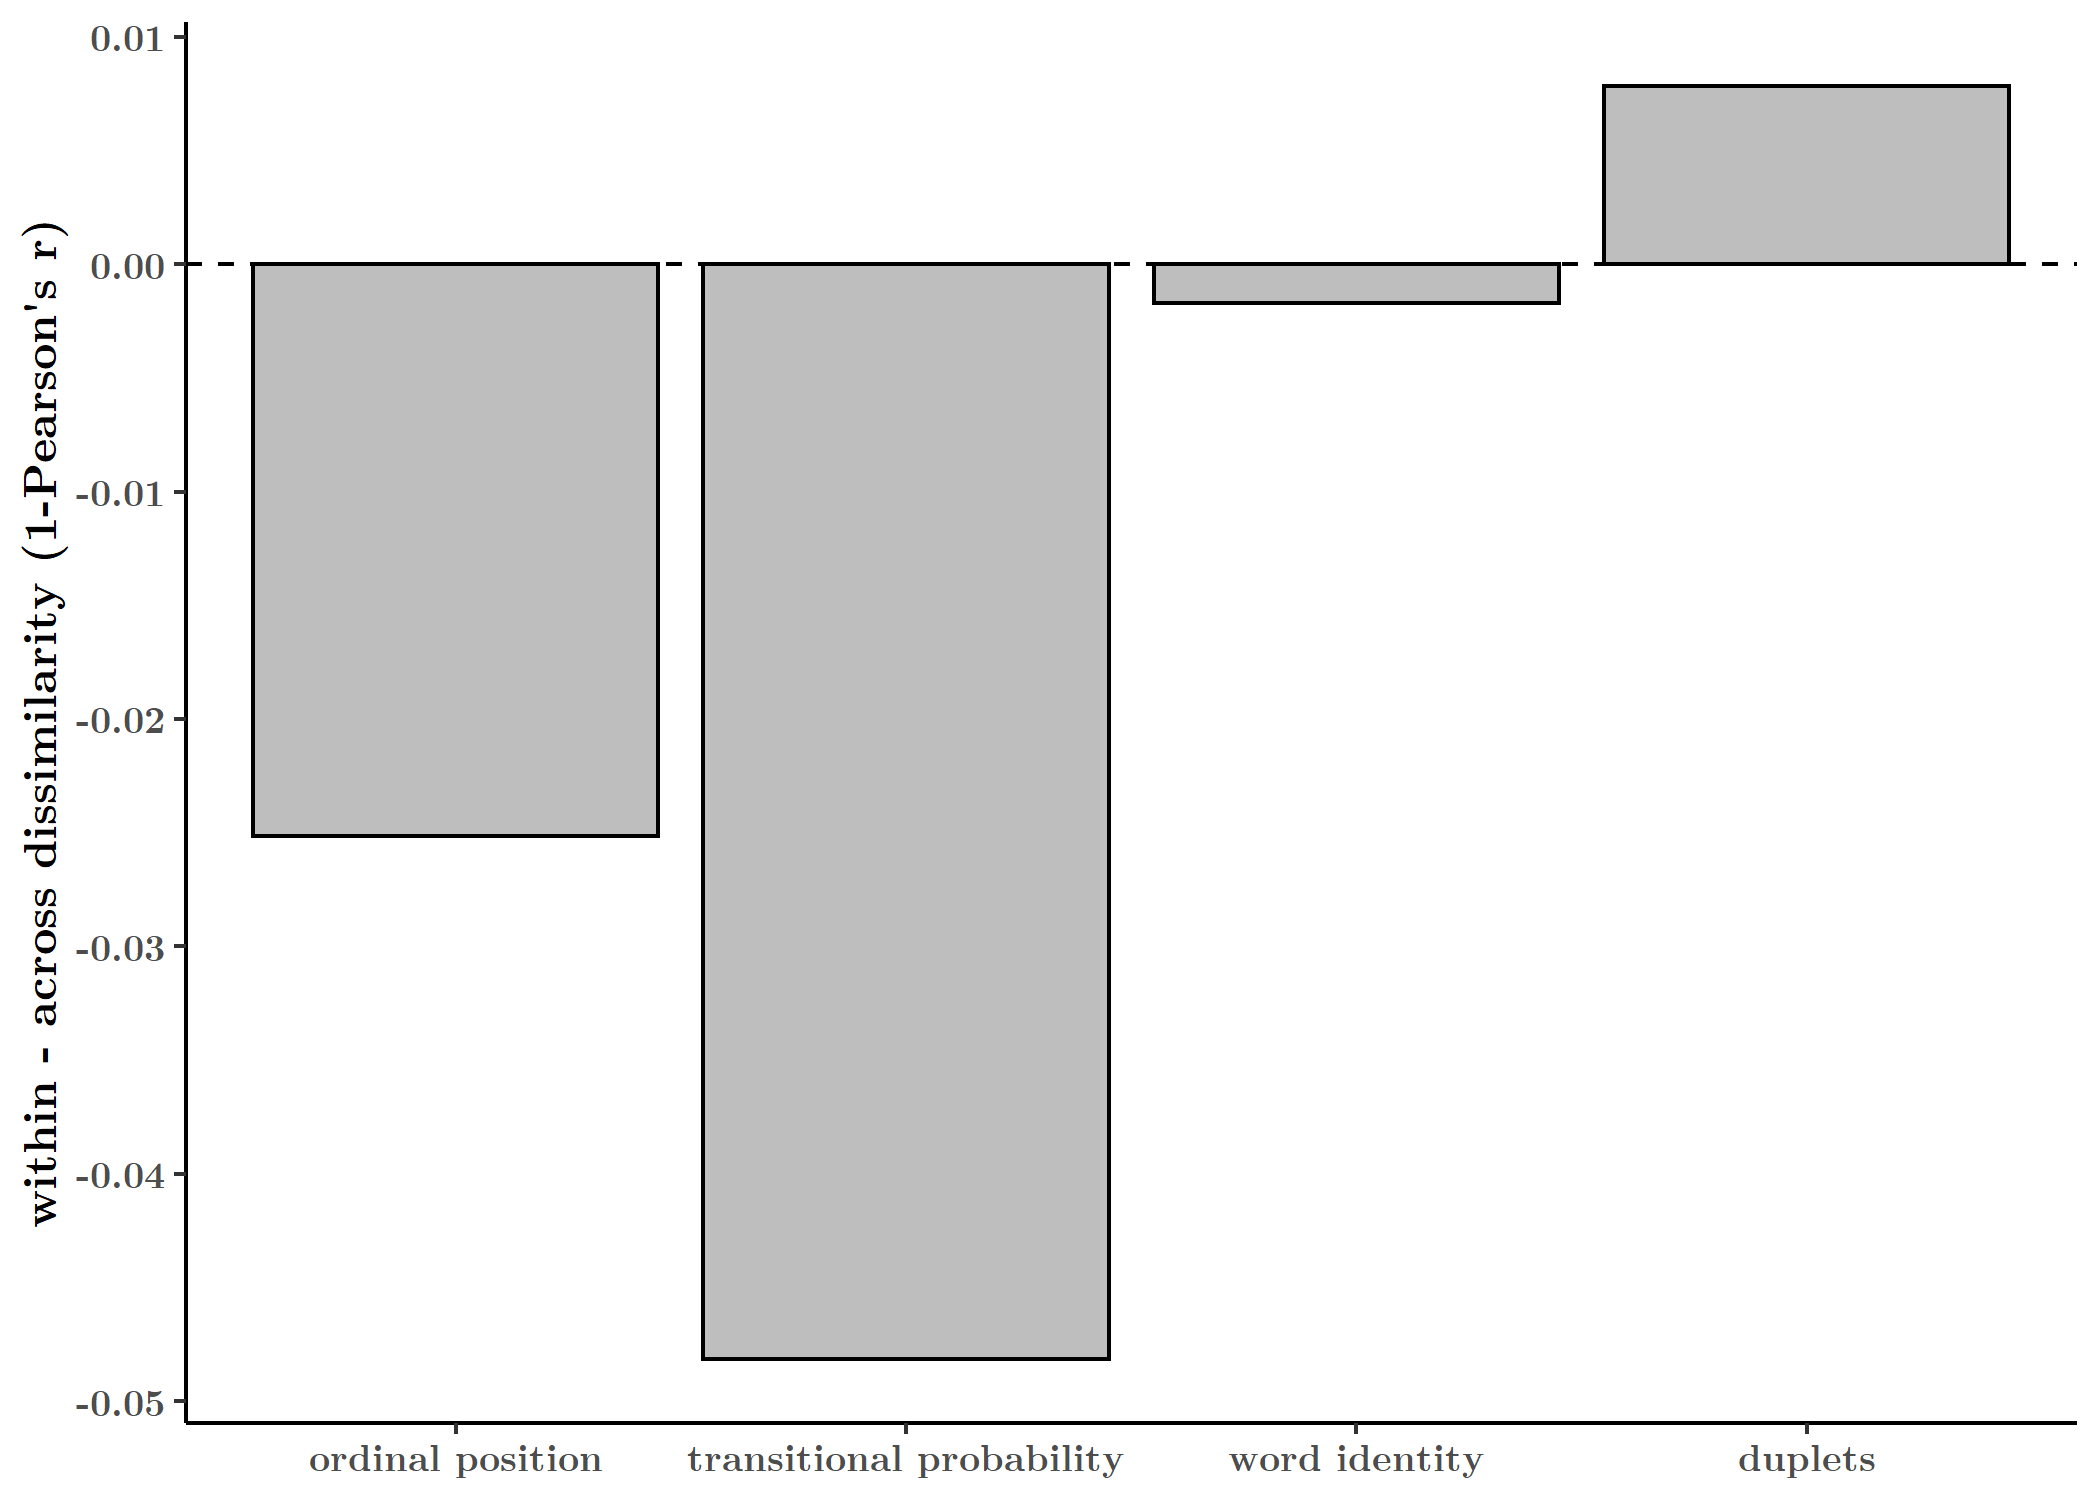 within - across dissimilarity (1-Pearson's r)
0.01
0.00
-0.01
-0.02
-0.03
-0.04
-0.05
ordinal position
transitional probability
word identity
duplets